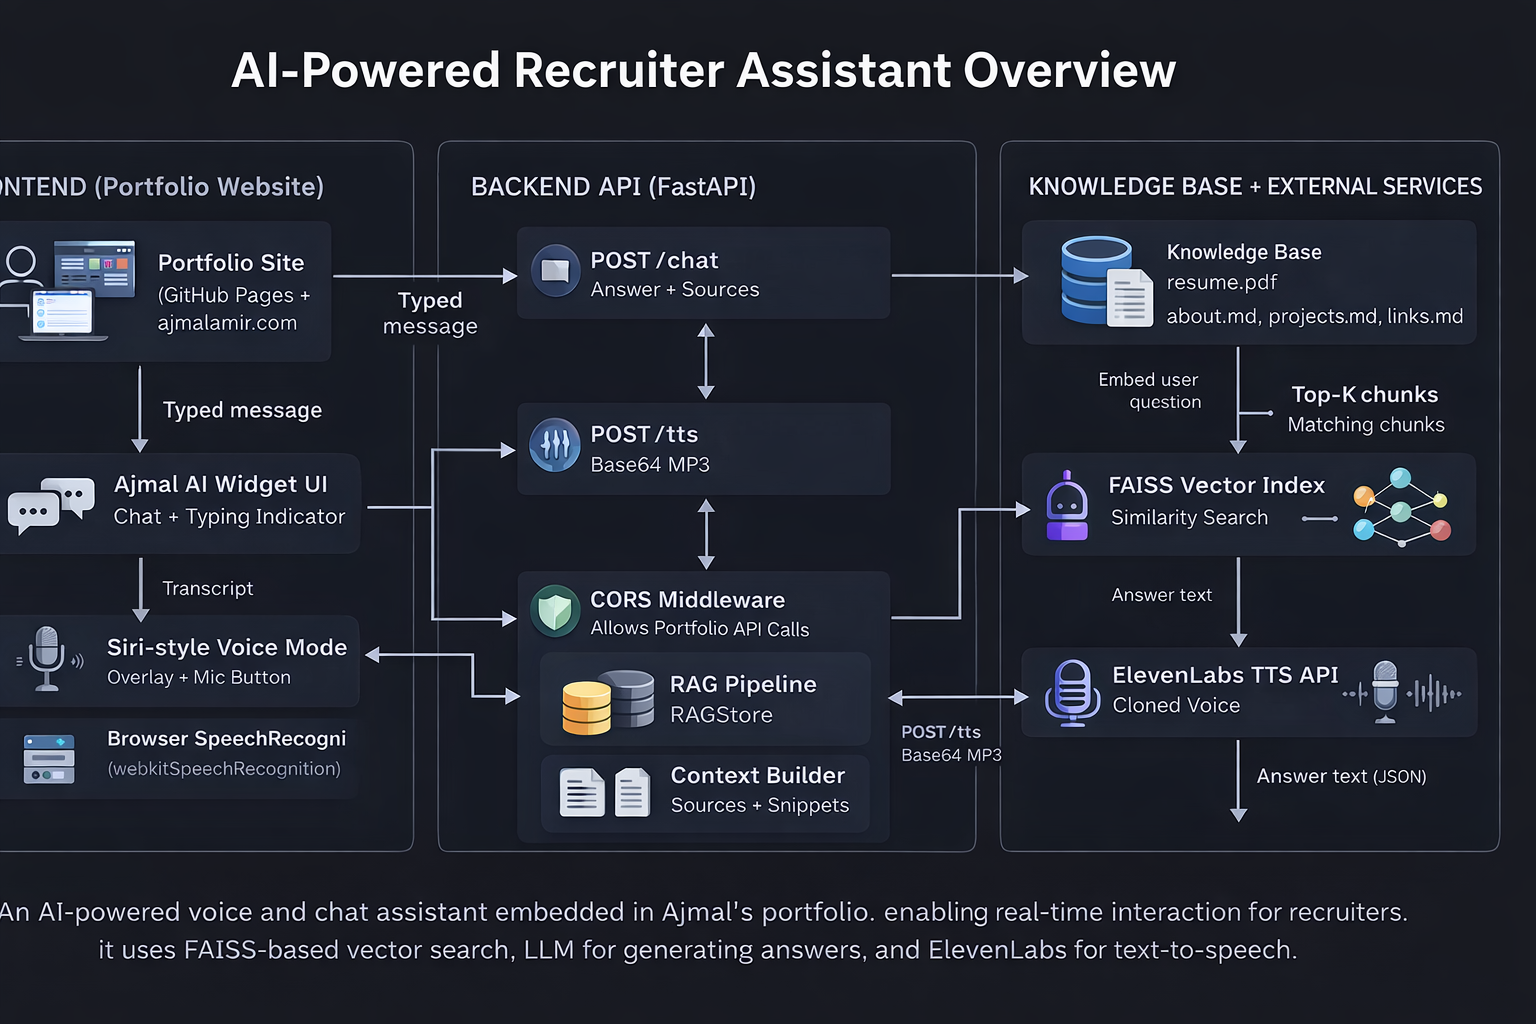 AI-Powered Recruiter Assistant Overview
ONTEND (Portfolio Website)
Portfolio Site
(GitHub Pages +
ajmalamir.com
Typed message
Ajmal AI Widget UI
Chat + Typing Indicator
Transcript
Siri-style Voice Mode
Overlay + Mic Button
Browser SpeechRecogni
(webkitSpeechRecognition)
Typed
message
BACKEND API (FastAPI)
POST /chat
Answer + Sources
POST /tts
Base64 MP3
CORS Middleware
Allows Portfolio API Calls
RAG Pipeline
RAGStore
Context Builder
Sources + Snippets
POST /tts
Base64 MP3
KNOWLEDGE BASE + EXTERNAL SERVICES
Knowledge Base
resume.pdf
about.md, projects.md, links.md
Embed user
question
Top-K chunks
Matching chunks
FAISS Vector Index
Similarity Search
Answer text
ElevenLabs TTS API
Cloned Voice
Answer text (JSON)
An AI-powered voice and chat assistant embedded in Ajmal's portfolio. enabling real-time interaction for recruiters.
it uses FAISS-based vector search, LLM for generating answers, and ElevenLabs for text-to-speech.